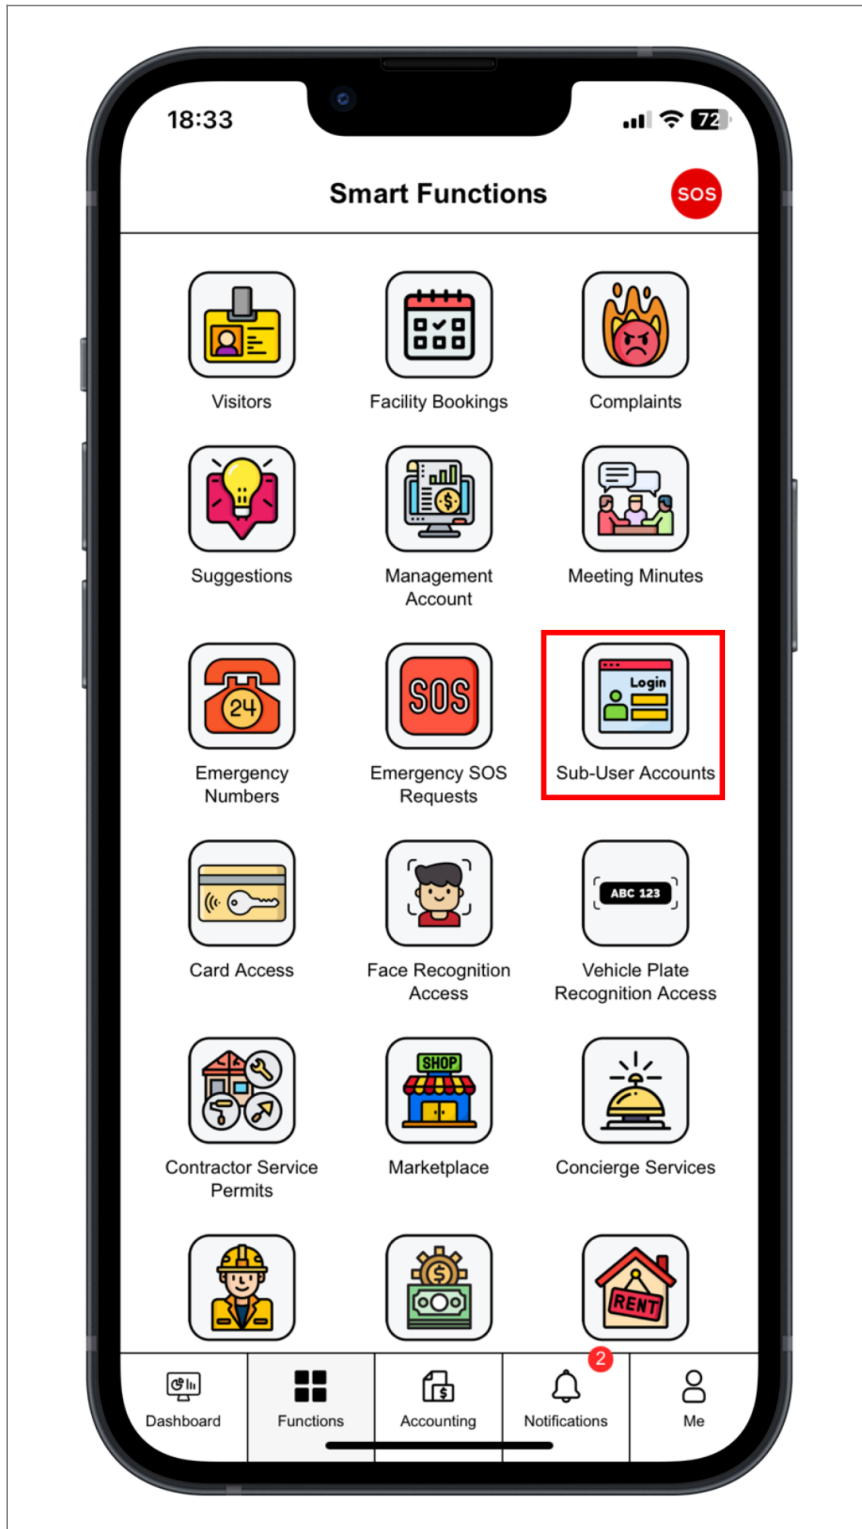 18:33
72
Smart Functions
SOS
Visitors
Facility Bookings
Complaints
Suggestions
Management
Account
Meeting Minutes
24
SOS
Login
Emergency
Numbers
Emergency SOS
Requests
Sub-User Accounts
ABC 123
Card Access
Face Recognition
Access
Vehicle Plate
Recognition Access
SHOP
Contractor Service
Permits
Marketplace
Concierge Services
RENT
2
Dashboard
Functions
Accounting
Notifications
Me